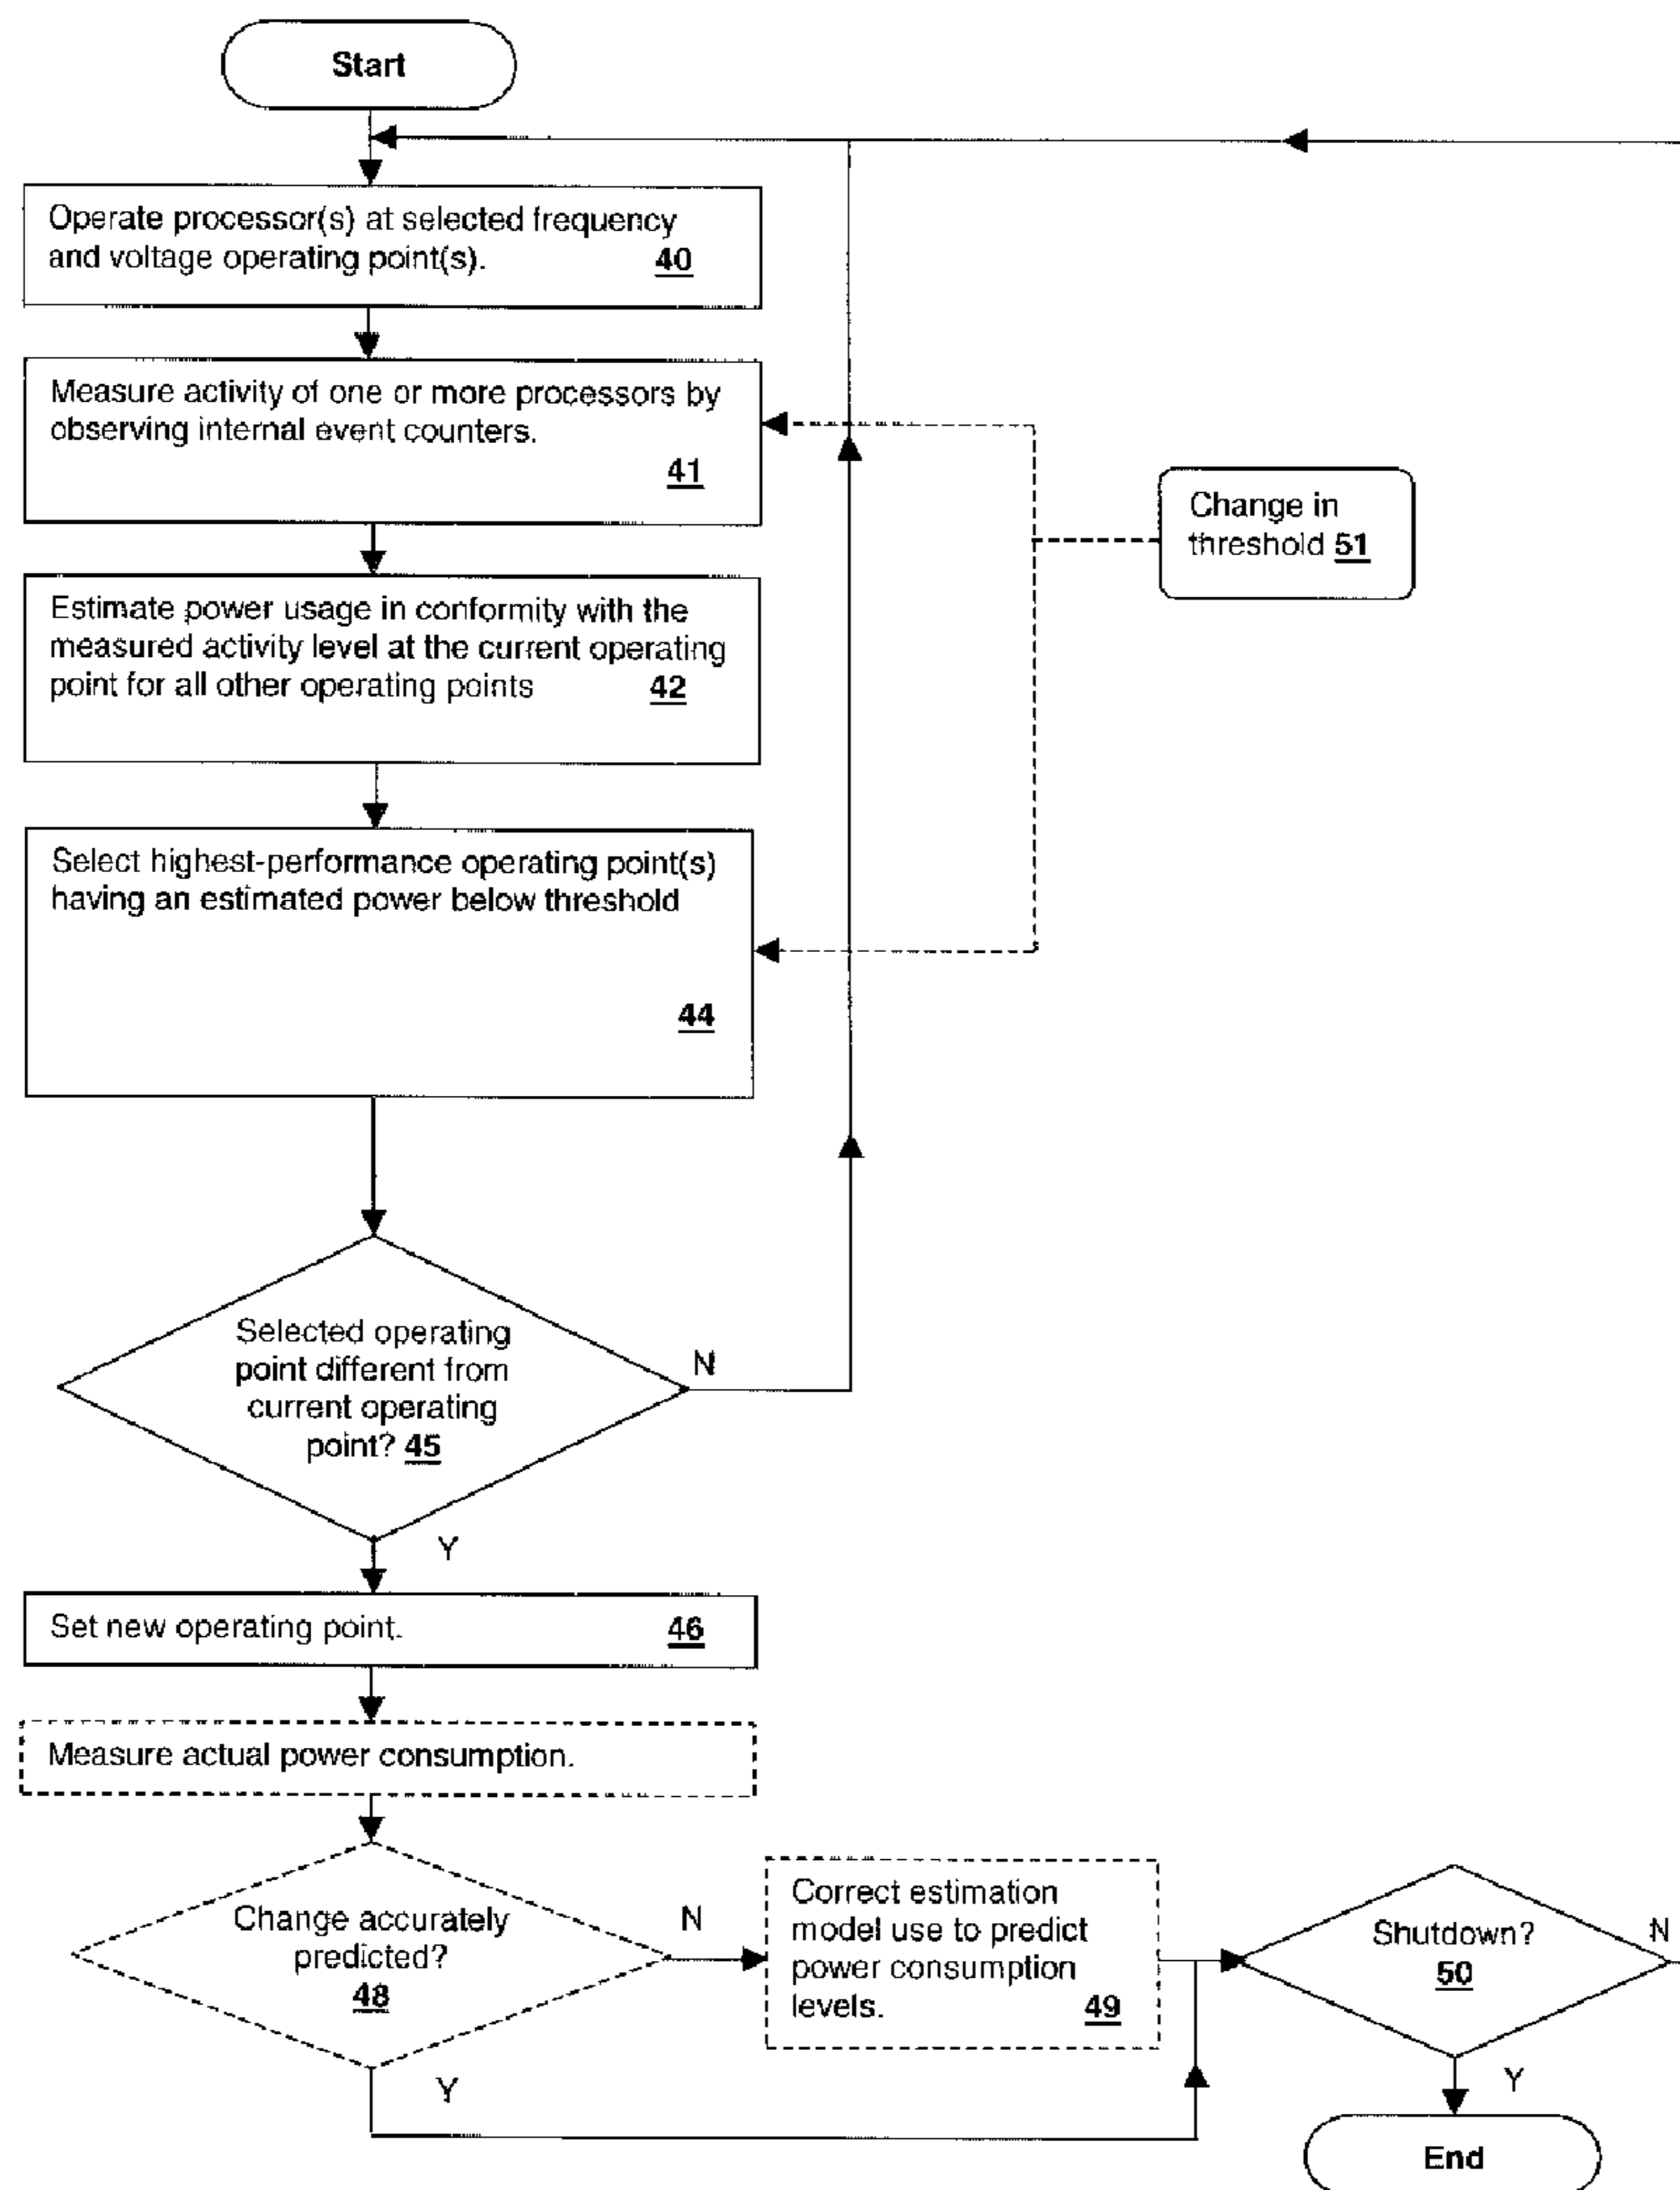 Start
Operate processor(s) at selected frequency
and voltage operating point(s). 40
Measure activity of one or more processors by
observing internal event counters.
41
Change in
threshold 51
Estimate power usage in conformity with the
measured activity level at the current operating
point for all other operating points 42
Select highest-performance operating point(s)
having an estimated power below threshold
44
Selected operating
point different from
current operating
point? 45
N
Y
Set new operating point. 46
Measure actual power consumption.
Change accurately
predicted?
48
N
Y
Correct estimation
model use to predict
power consumption
levels. 49
Shutdown?
50
N
Y
End